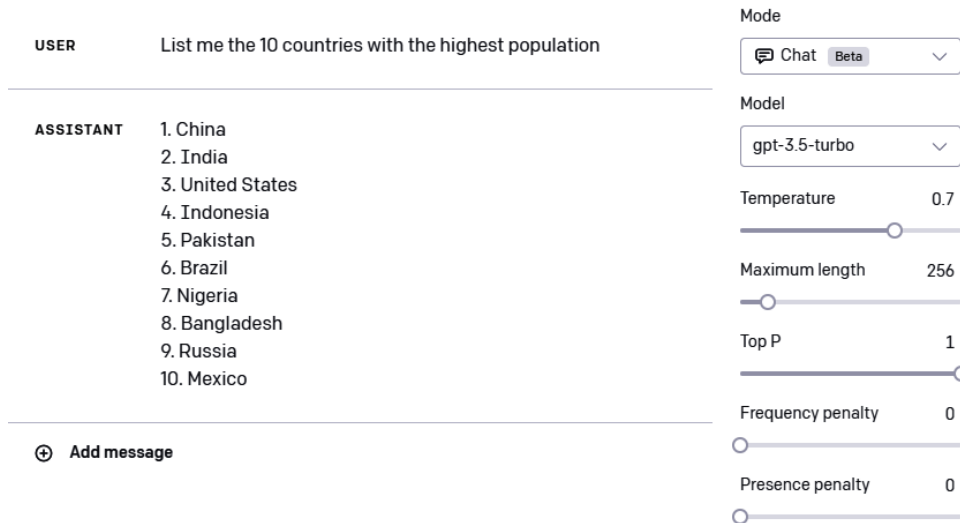 USER
List me the 10 countries with the highest population
ASSISTANT
1. China
2. India
3. United States
4. Indonesia
5. Pakistan
6. Brazil
7. Nigeria
8. Bangladesh
9. Russia
10. Mexico
Add message
Mode
Chat Beta
Model
gpt-3.5-turbo
Temperature 0.7
Maximum length 256
Top P 1
Frequency penalty 0
Presence penalty 0